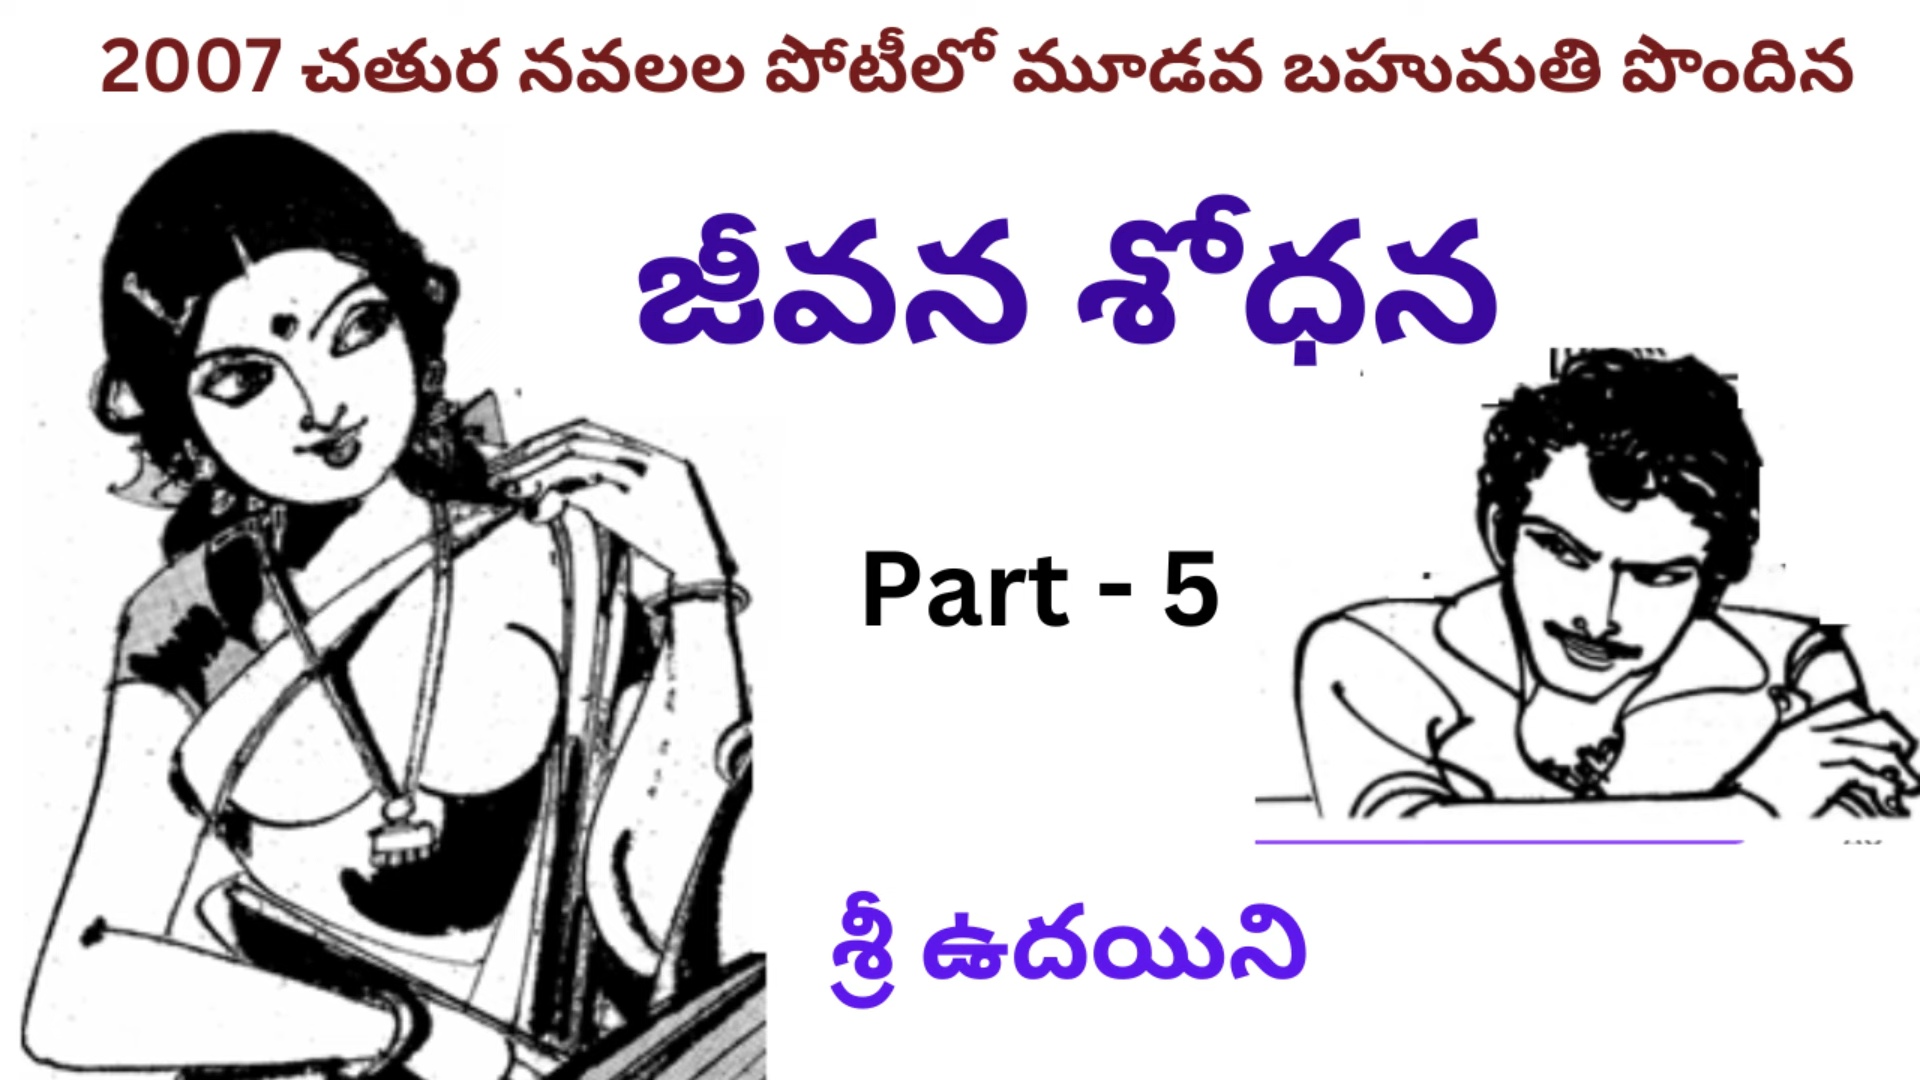 2007 చతుర నవలల పోటీలో మూడవ బహుమతి పొందిన
జీవన శోధన
Part - 5
శ్రీ ఉదయిని